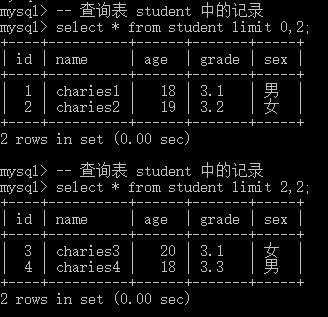 mysql> -- 查询表 student 中的记录
mysql> select * from student limit 0,2;
+----+----------+------+-------+------+
| id | name     | age  | grade | sex  |
+----+----------+------+-------+------+
|  1 | charies1 |   18 | 3.1   | 男   |
|  2 | charies2 |   19 | 3.2   | 女   |
+----+----------+------+-------+------+
2 rows in set (0.00 sec)
mysql> -- 查询表 student 中的记录
mysql> select * from student limit 2,2;
+----+----------+------+-------+------+
| id | name     | age  | grade | sex  |
+----+----------+------+-------+------+
|  3 | charies3 |   20 | 3.1   | 女   |
|  4 | charies4 |   18 | 3.3   | 男   |
+----+----------+------+-------+------+
2 rows in set (0.00 sec)